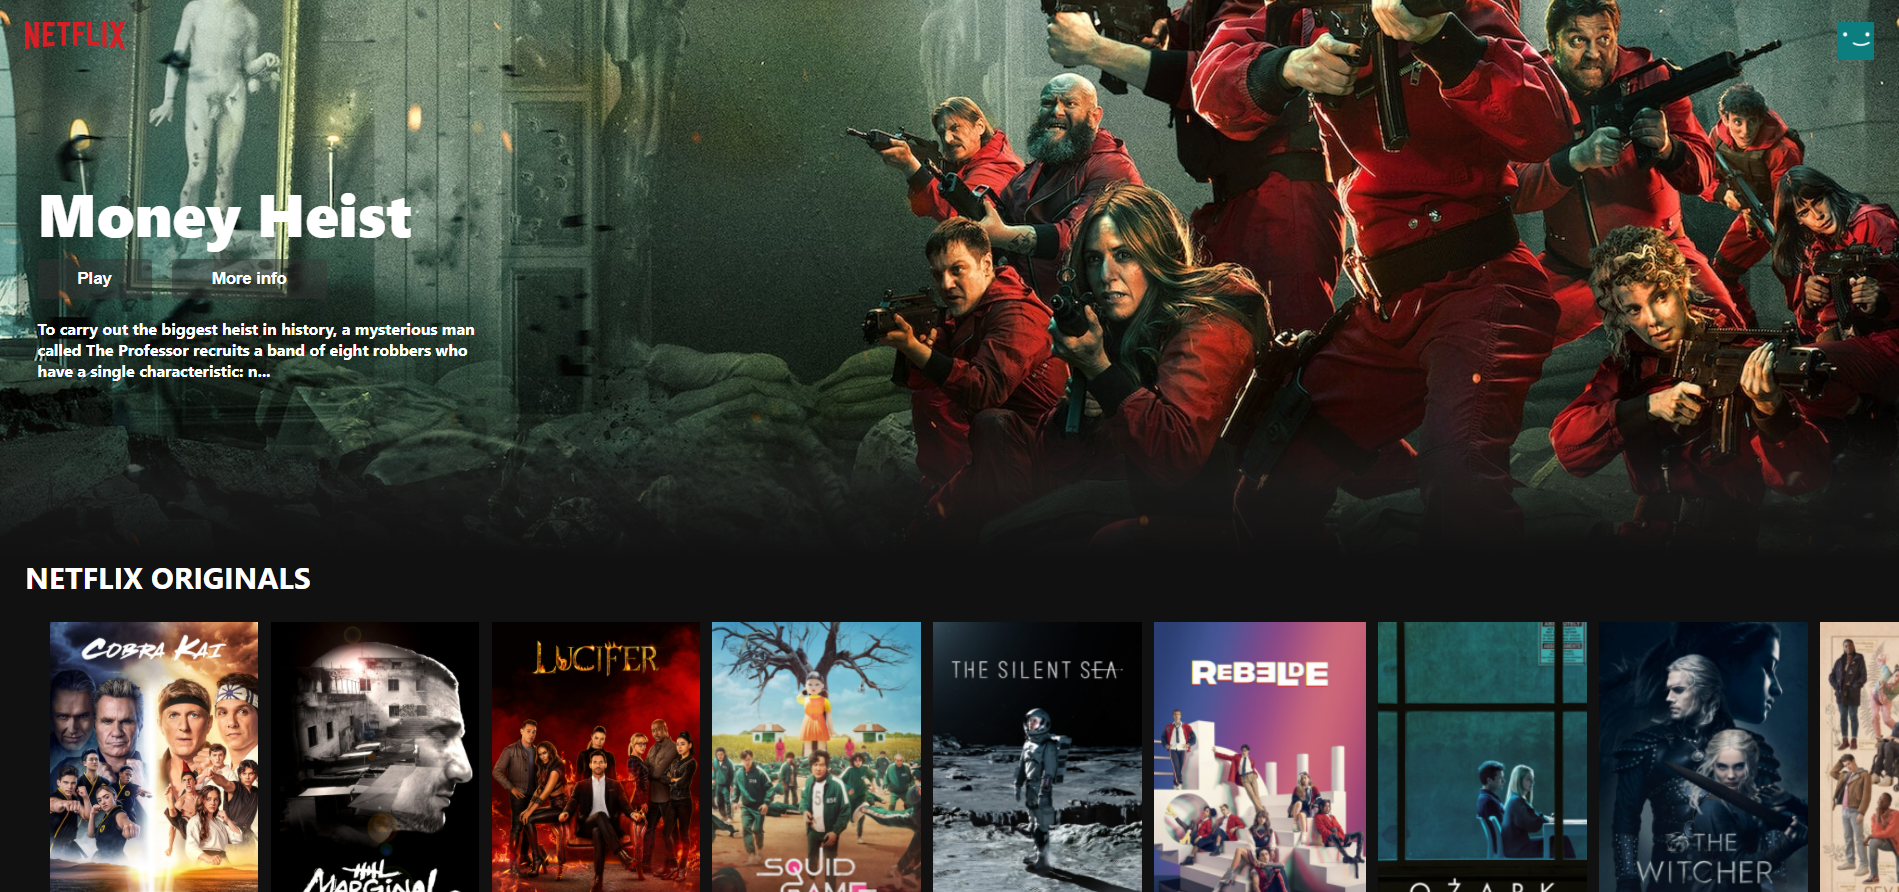 NETFLIX
Money Heist
Play
More info
To carry out the biggest heist in history, a mysterious man
called The Professor recruits a band of eight robbers who
have a single characteristic: n...
NETFLIX ORIGINALS
COBRA KAI
MARGINAL
LUCIFER
SQUID
GAME
THE SILENT SEA
REBELDE
OZARK
THE
WITCHER